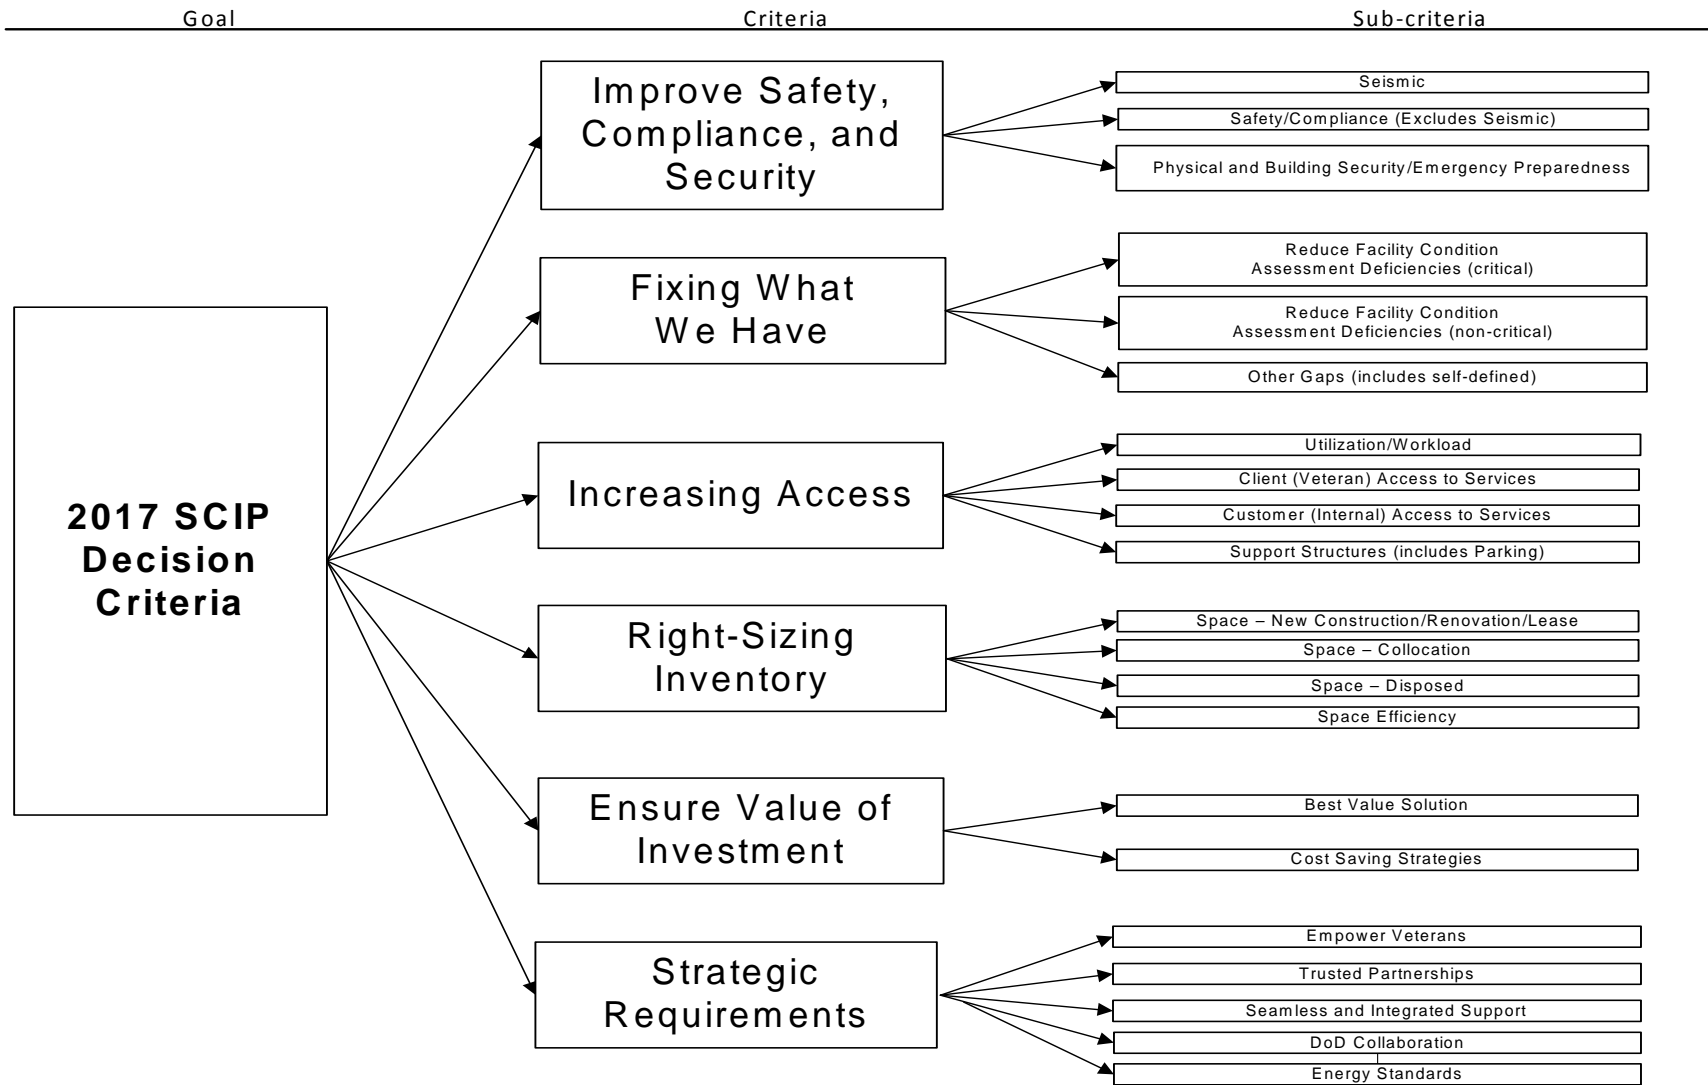 Goal Criteria Sub-criteria
2017 SCIP
Decision
Criteria
Improve Safety,
Compliance, and
Security
Seismic
Safety/Compliance (Excludes Seismic)
Physical and Building Security/Emergency Preparedness
Fixing What
We Have
Reduce Facility Condition
Assessment Deficiencies (critical)
Reduce Facility Condition
Assessment Deficiencies (non-critical)
Other Gaps (includes self-defined)
Increasing Access
Utilization/Workload
Client (Veteran) Access to Services
Customer (Internal) Access to Services
Support Structures (includes Parking)
Right-Sizing
Inventory
Space – New Construction/Renovation/Lease
Space – Collocation
Space – Disposed
Space Efficiency
Ensure Value of
Investment
Best Value Solution
Cost Saving Strategies
Strategic
Requirements
Empower Veterans
Trusted Partnerships
Seamless and Integrated Support
DoD Collaboration
Energy Standards